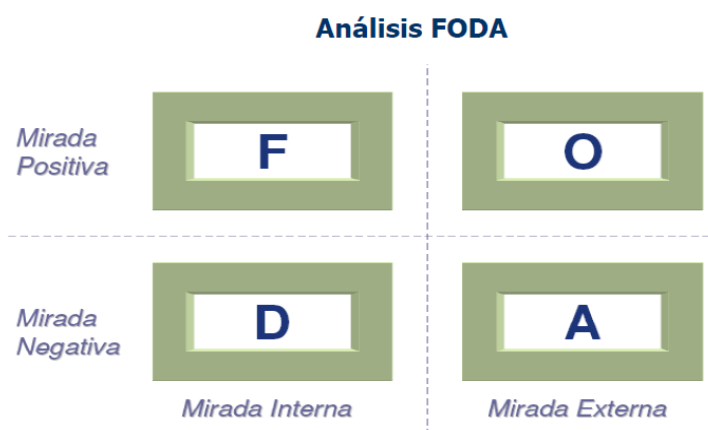 Análisis FODA
Mirada
Positiva
F
O
Mirada
Negativa
D
A
Mirada Interna
Mirada Externa